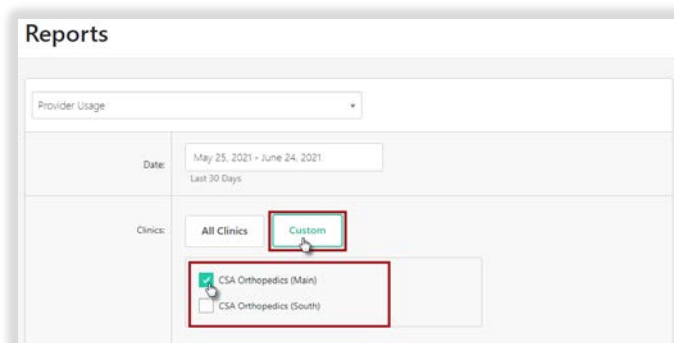 Reports
Provider Usage
Date:
May 25, 2021 - June 24, 2021
Last 30 Days
Clinics:
All Clinics
Custom
CSA Orthopedics (Main)
CSA Orthopedics (South)